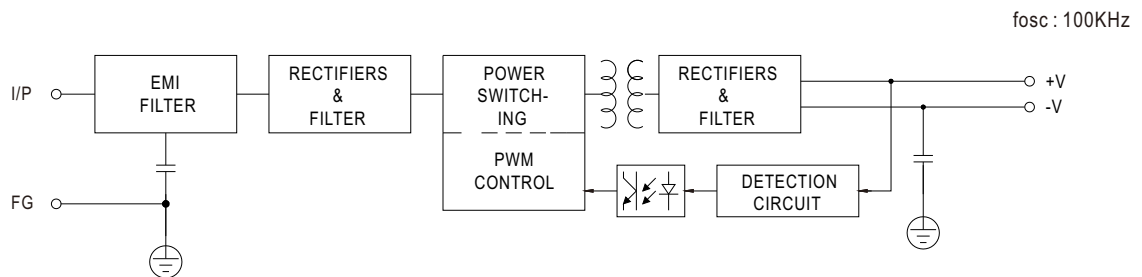 fosc : 100KHz
I/P
EMI
FILTER
RECTIFIERS
&
FILTER
POWER
SWITCH-
ING
RECTIFIERS
&
FILTER
+V
-V
PWM
CONTROL
DETECTION
CIRCUIT
FG